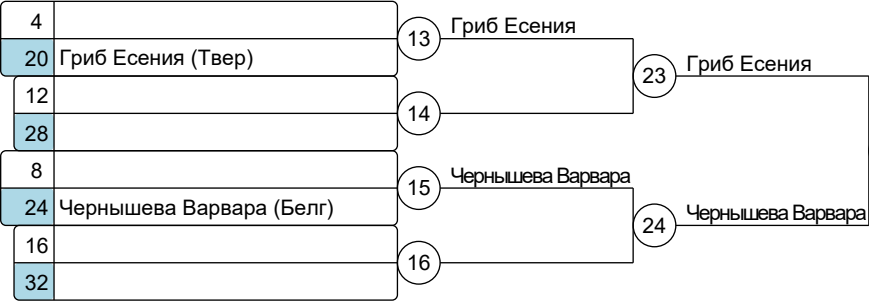 4
20 Гриб Есения (Твер)
12
28
8
24 Чернышева Варвара (Белг)
16
32
13 Гриб Есения
14
15 Чернышева Варвара
16
23 Гриб Есения
24 Чернышева Варвара